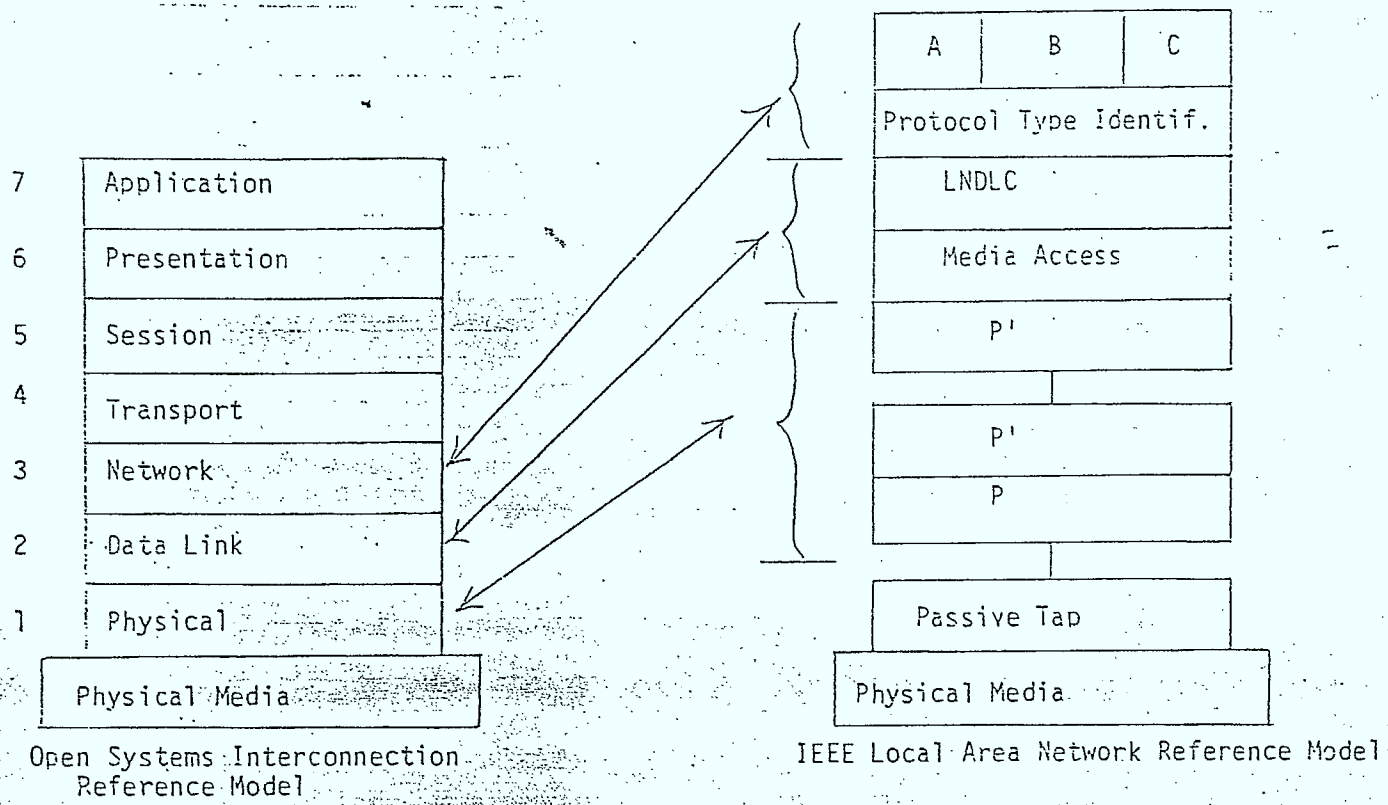 7 Application
6 Presentation
5 Session
4 Transport
3 Network
2 Data Link
1 Physical
Physical Media
Open Systems Interconnection
Reference Model
A B C
Protocol Type Identif.
LNDLC
Media Access
P'
P'
P
Passive Tap
Physical Media
IEEE Local Area Network Reference Model